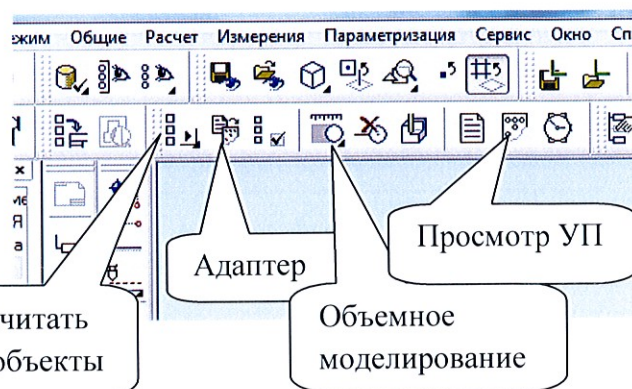 ежим Общие Расчет Измерения Параметризация Сервис Окно Сп
Просмотр УП
Адаптер
читать
объекты
Объемное
моделирование